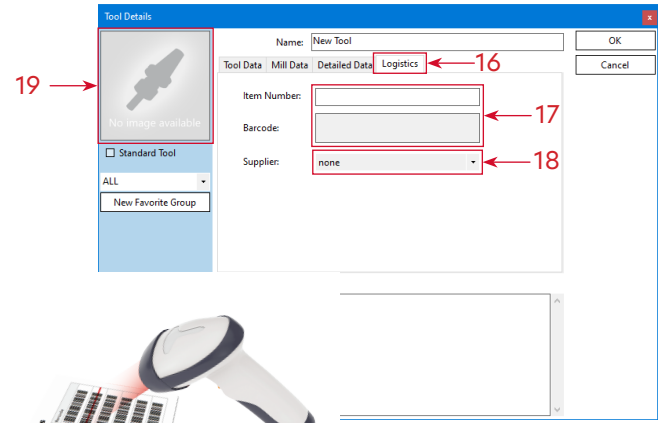 Tool Details
x
Name: New Tool
OK
Tool Data Mill Data Detailed Data Logistics
16
Cancel
19
No image available
Item Number:
17
Barcode:
Standard Tool
Supplier: none
18
ALL
New Favorite Group